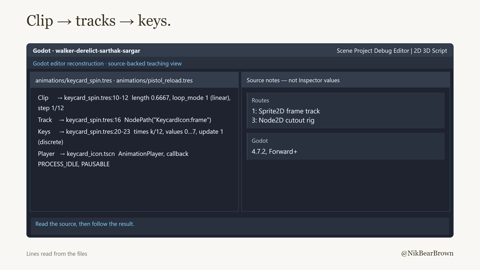 Clip → tracks → keys.
Godot · walker-derelict-sarthak-sargar
Scene Project Debug Editor | 2D 3D Script
Godot editor reconstruction · source-backed teaching view
animations/keycard_spin.tres · animations/pistol_reload.tres
Clip → keycard_spin.tres:10-12 length 0.6667, loop_mode 1 (linear),
step 1/12
Track → keycard_spin.tres:16 NodePath("KeycardIcon:frame")
Keys → keycard_spin.tres:20-23 times k/12, values 0…7, update 1
(discrete)
Player → keycard_icon.tscn AnimationPlayer, callback
PROCESS_IDLE, PAUSABLE
Source notes — not Inspector values
Routes
1: Sprite2D frame track
3: Node2D cutout rig
Godot
4.7.2, Forward+
Read the source, then follow the result.
Lines read from the files
@NikBearBrown